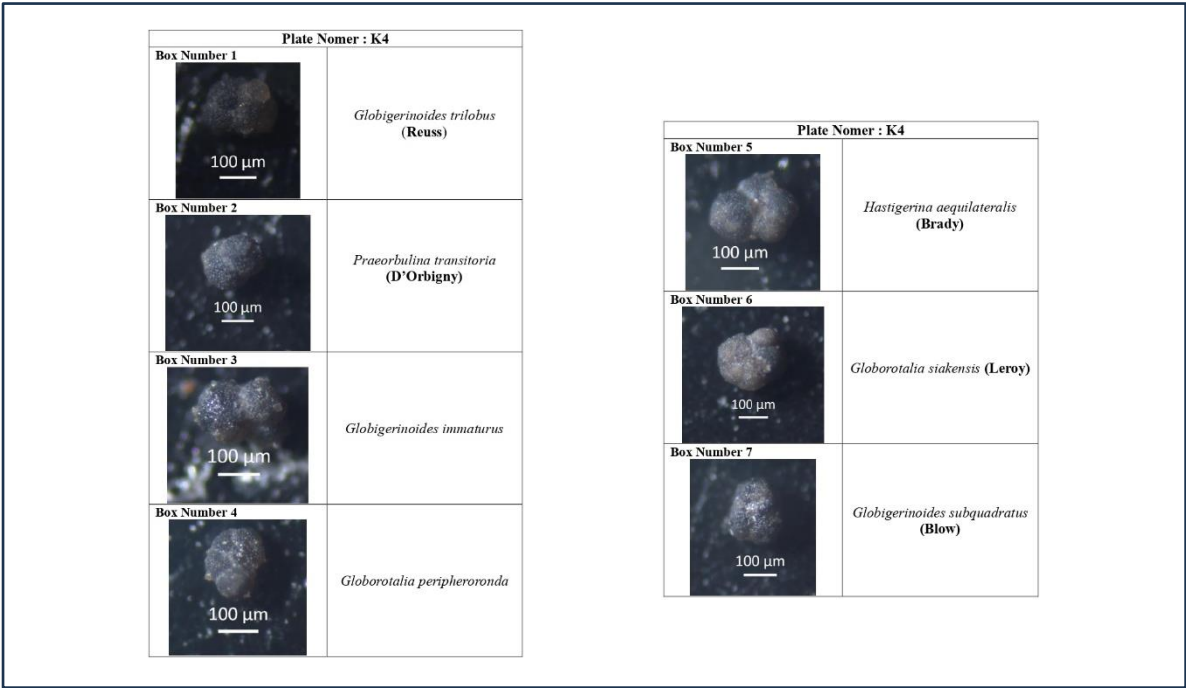 Plate Nomer : K4
Box Number 1
100 µm
Globigerinoides trilobus
(Reuss)
Box Number 2
100 µm
Praeorbulina transitoria
(D'Orbigny)
Box Number 3
100 µm
Globigerinoides immaturus
Box Number 4
100 µm
Globorotalia peripheroronda
Plate Nomer : K4
Box Number 5
100 µm
Hastigerina aequilateralis
(Brady)
Box Number 6
100 µm
Globorotalia siakensis (Leroy)
Box Number 7
100 µm
Globigerinoides subquadratus
(Blow)